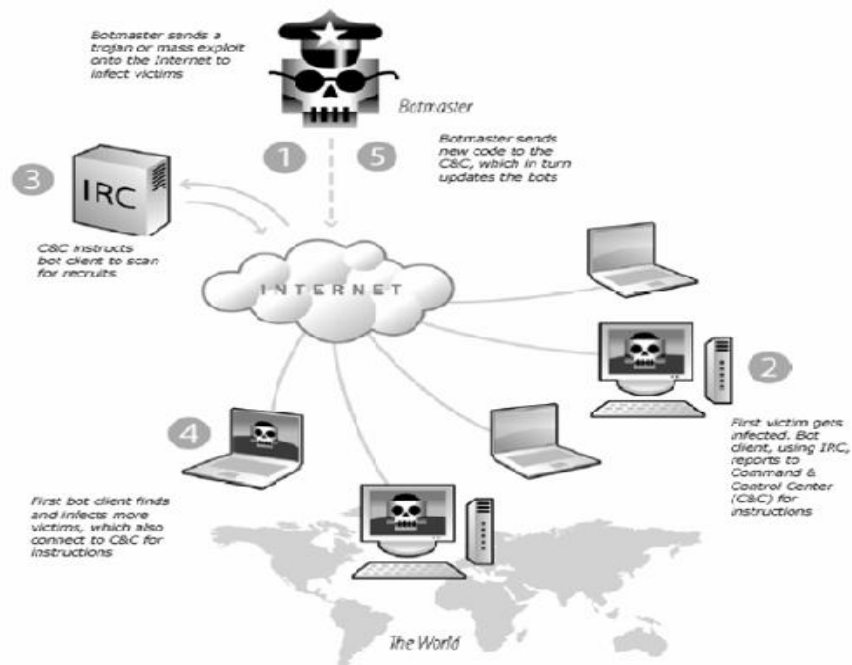 Botmaster sends a
trojan or mass exploit
onto the Internet to
infect victims
Botmaster
1
5
Botmaster sends
new code to the
C&C, which in turn
updates the bots
3
IRC
C&C instructs
bot client to scan
for recruits
INTERNET
2
First victim gets
infected. Bot
client, using IRC,
reports to
Command &
Control Center
(C&C) for
instructions
4
First bot client finds
and infects more
victims, which also
connect to C&C for
instructions
The World